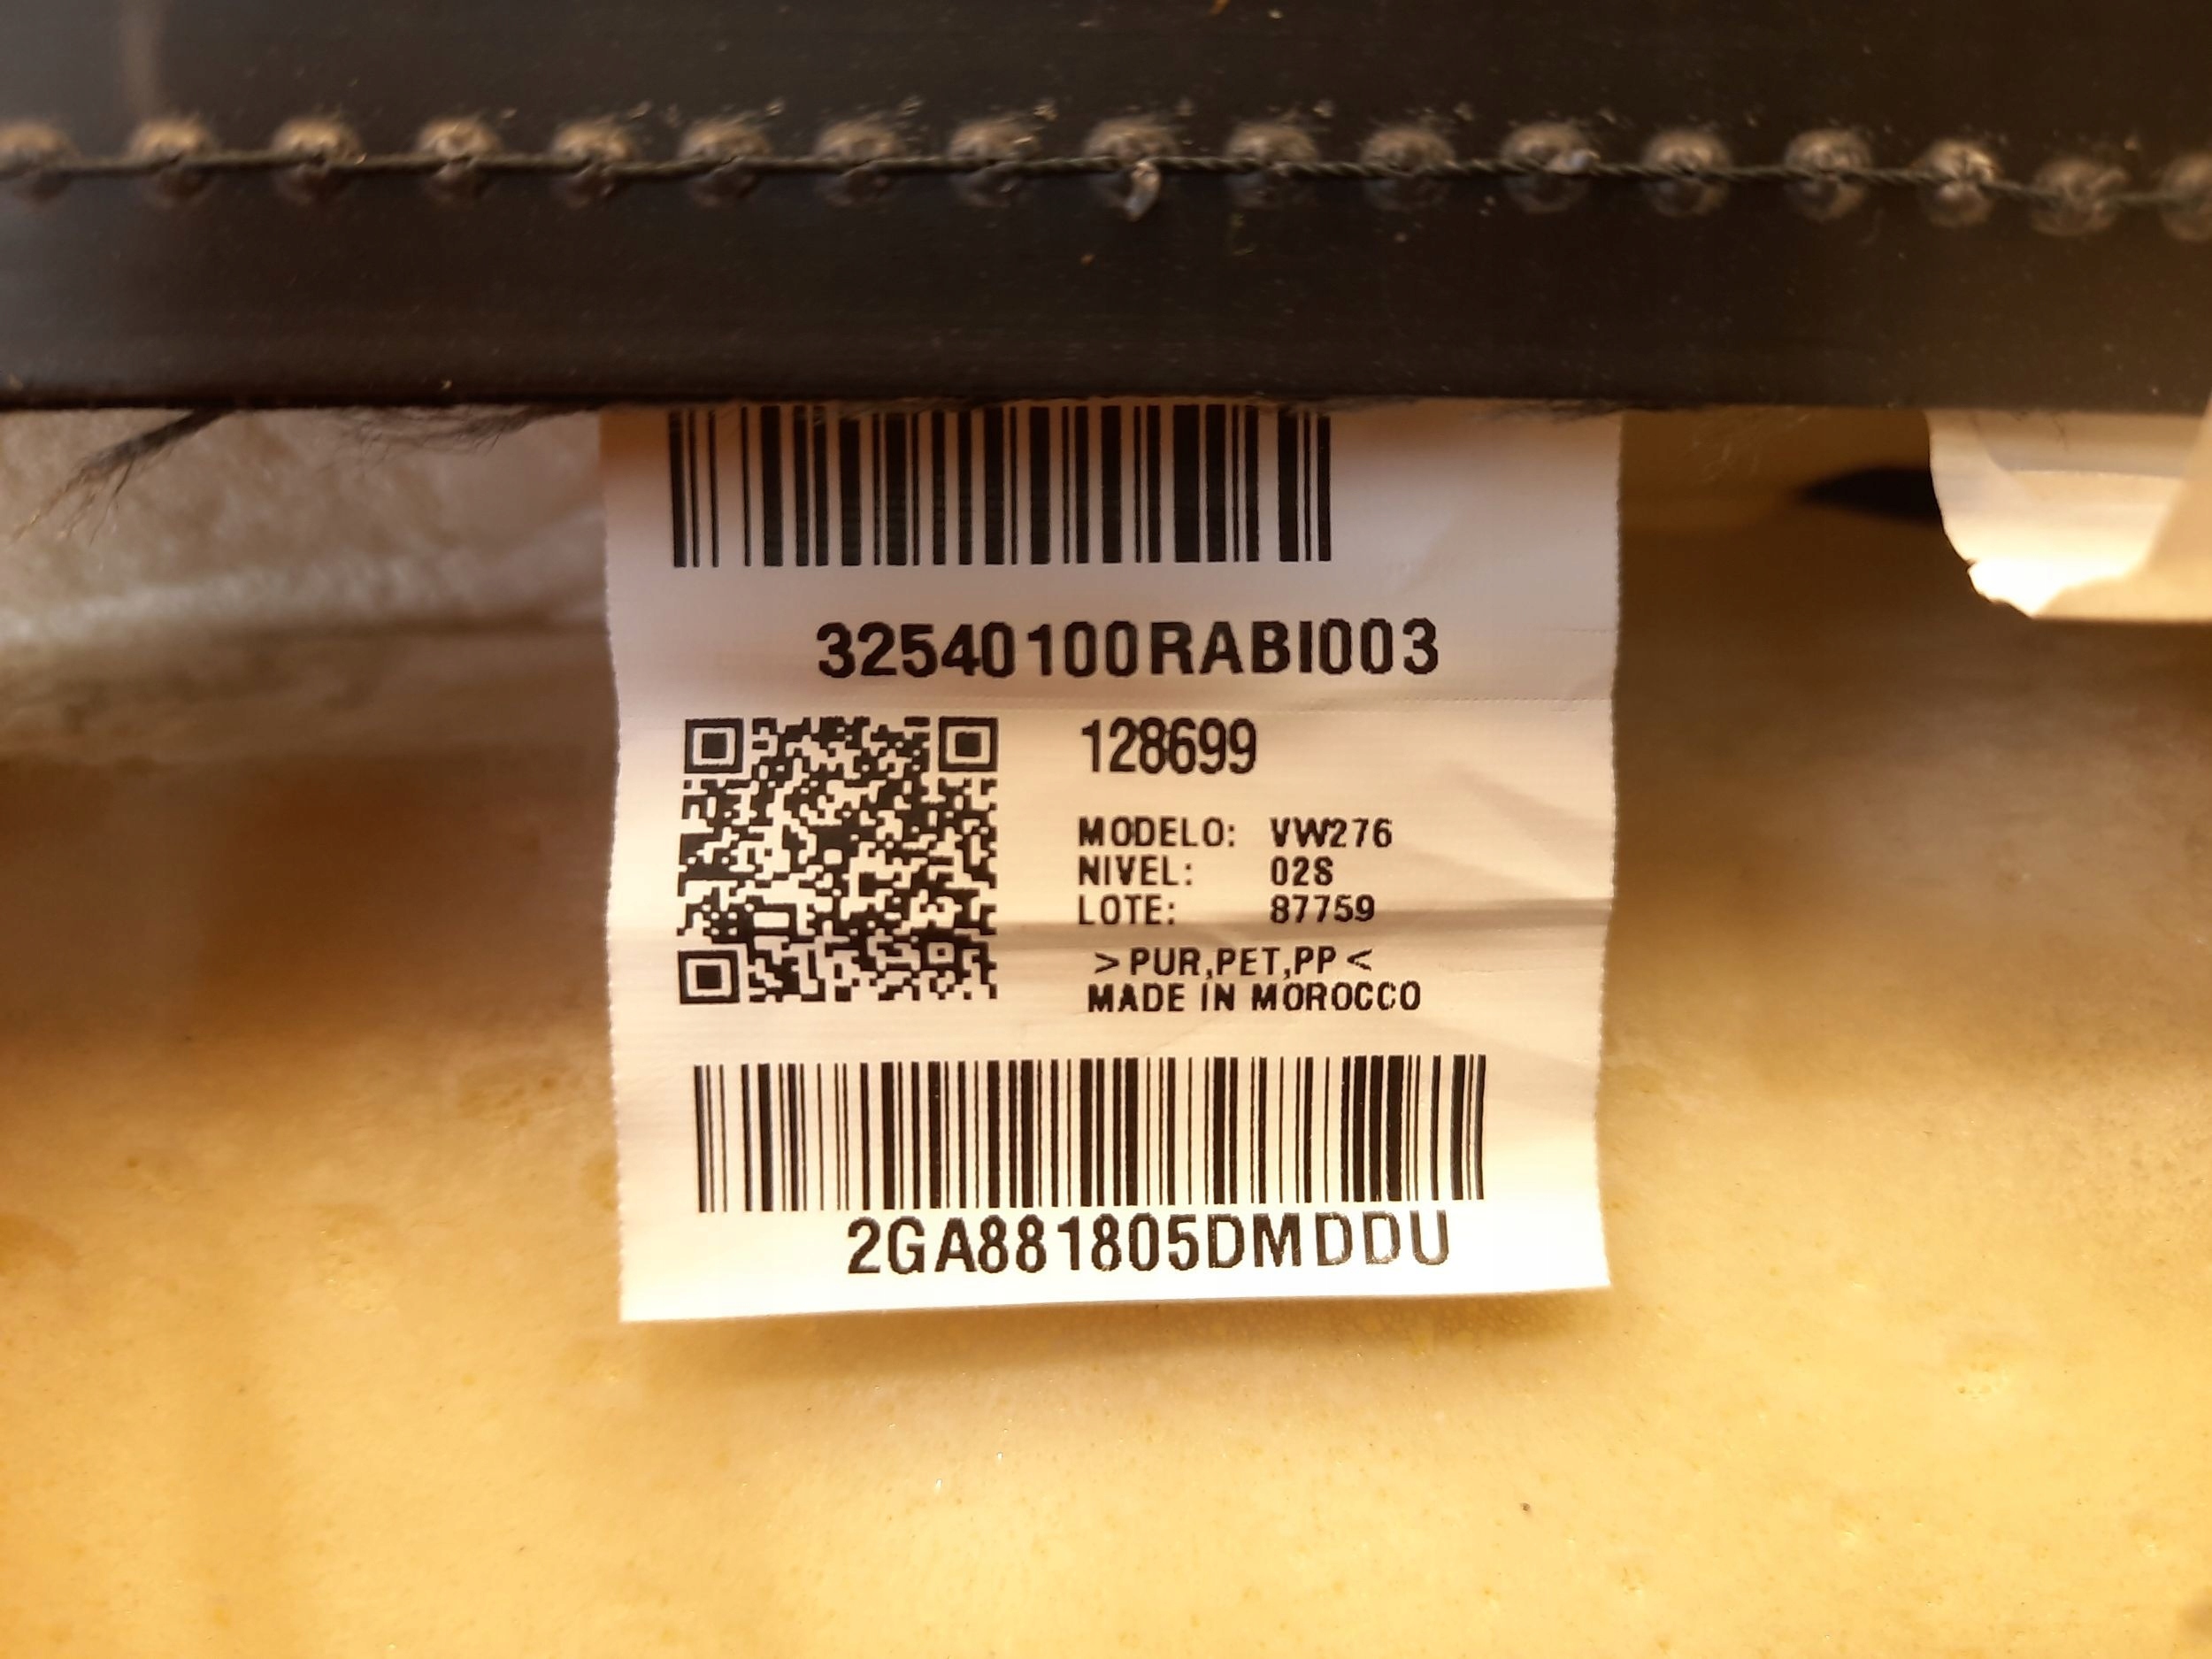 32540100RABI003
128699
MODELO: VW276
NIVEL: 02S
LOTE: 87759
>PUR,PET,PP<
MADE IN MOROCCO
2GA881805DMDDU